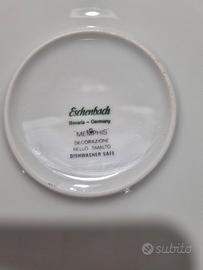 Eschenbach
Bavaria - Germany
MEMPHIS
DECORAZIONE
NELLO SMALTO
DISHWASHER SAFE
subito